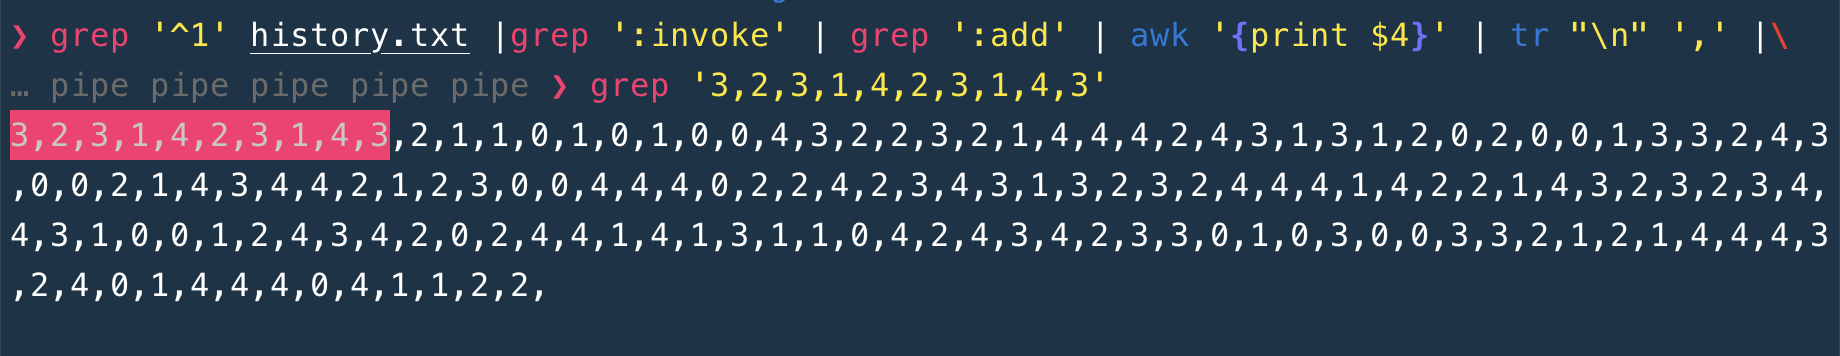 ❯ grep '^1' history.txt |grep ':invoke' | grep ':add' | awk '{print $4}' | tr "\n" ',' |\
… pipe pipe pipe pipe pipe ❯ grep '3,2,3,1,4,2,3,1,4,3'
3,2,3,1,4,2,3,1,4,3,2,1,1,0,1,0,1,0,0,4,3,2,2,3,2,1,4,4,4,2,4,3,1,3,1,2,0,2,0,0,1,3,3,2,4,3
,0,0,2,1,4,3,4,4,2,1,2,3,0,0,4,4,4,0,2,2,4,2,3,4,3,1,3,2,3,2,4,4,4,1,4,2,2,1,4,3,2,3,2,3,4,
4,3,1,0,0,1,2,4,3,4,2,0,2,4,4,1,4,1,3,1,1,0,4,2,4,3,4,2,3,3,0,1,0,3,0,0,3,3,2,1,2,1,4,4,4,3
,2,4,0,1,4,4,4,0,4,1,1,2,2,